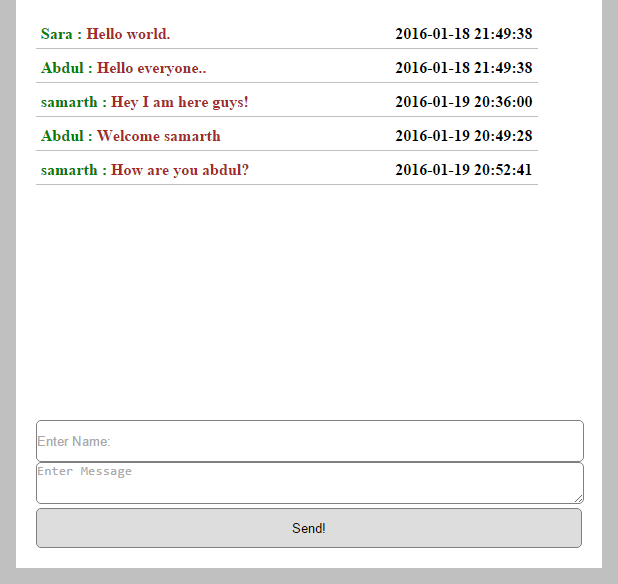 Sara : Hello world. 2016-01-18 21:49:38
Abdul : Hello everyone.. 2016-01-18 21:49:38
samarth : Hey I am here guys! 2016-01-19 20:36:00
Abdul : Welcome samarth 2016-01-19 20:49:28
samarth : How are you abdul? 2016-01-19 20:52:41
Enter Name:
Enter Message
Send!